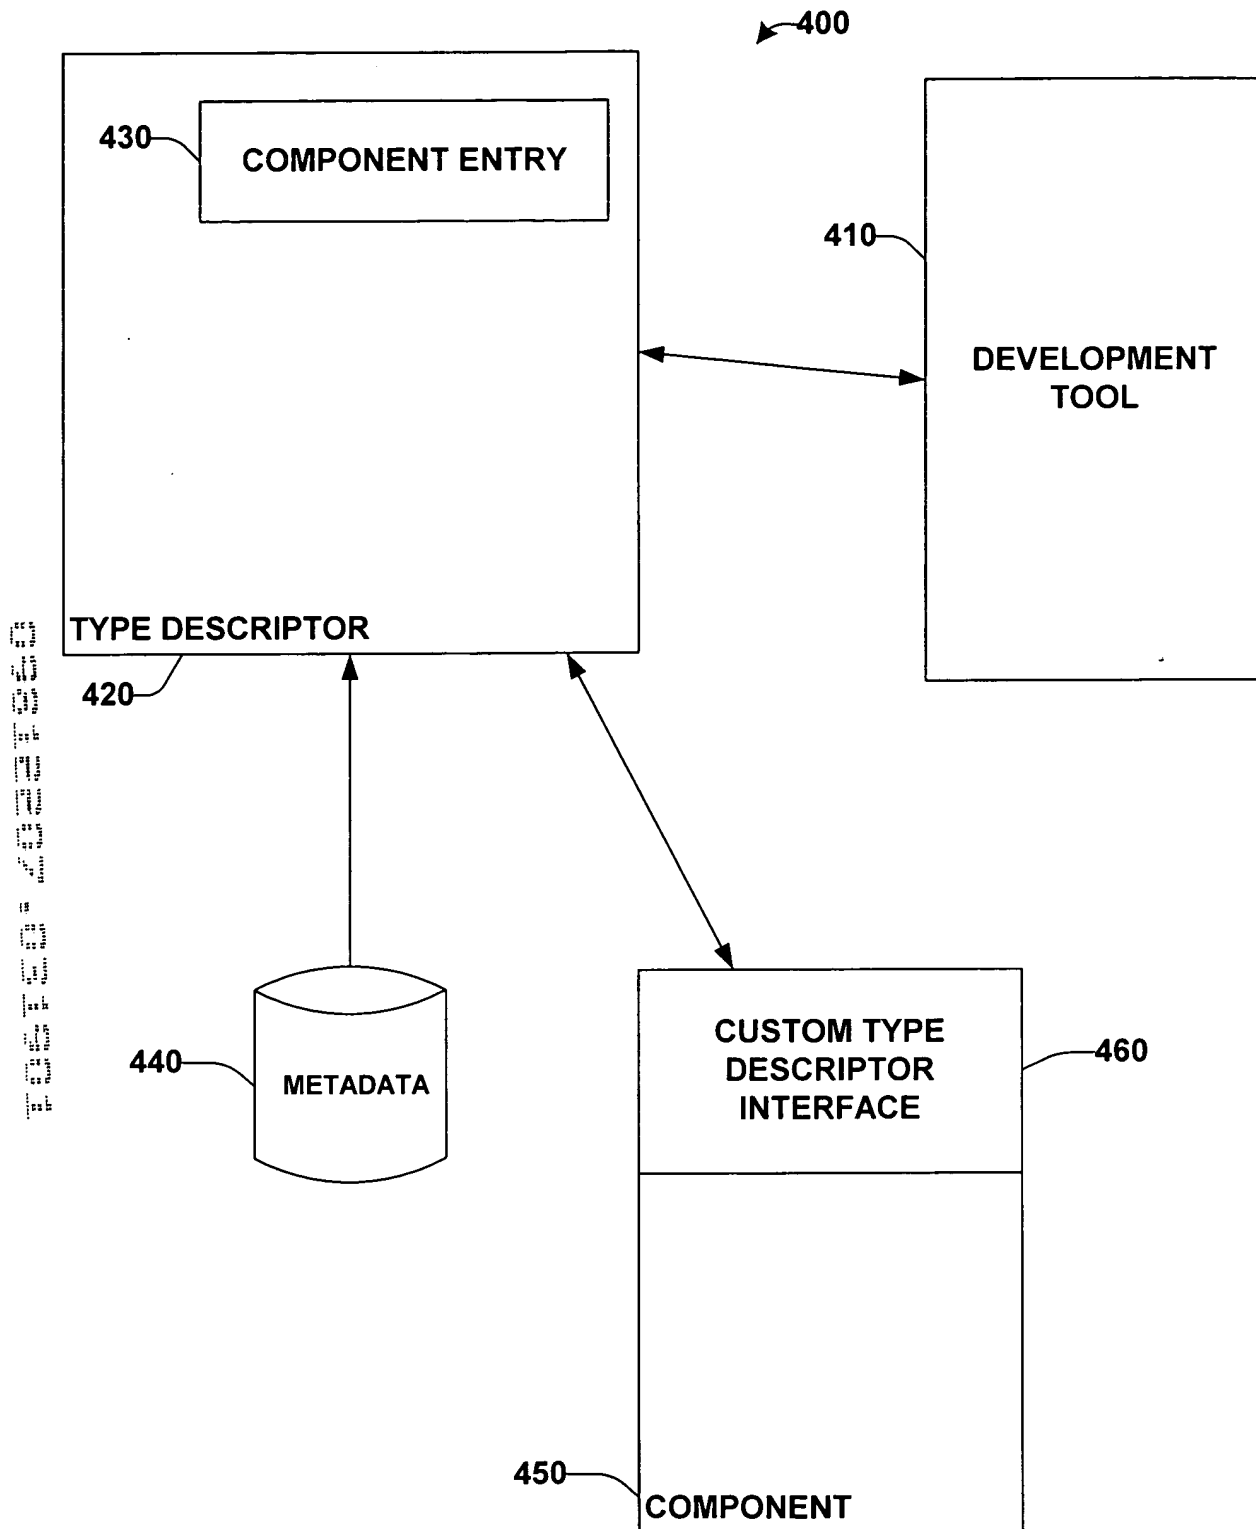 400
430
COMPONENT ENTRY
410
DEVELOPMENT
TOOL
TYPE DESCRIPTOR
420
440
METADATA
CUSTOM TYPE
DESCRIPTOR
INTERFACE
460
450
COMPONENT